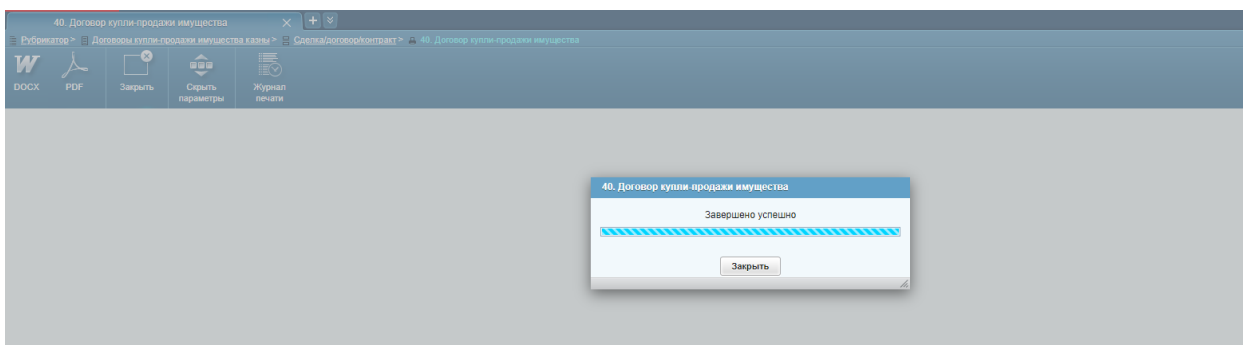 40. Договор купли-продажи имущества
Рубрикатор > Договоры купли-продажи имущества казны > Сделка/договор/контракт > 40. Договор купли-продажи имущества
W
DOCX PDF Закрыть Скрыть параметры Журнал печати
40. Договор купли-продажи имущества
Завершено успешно
Закрыть